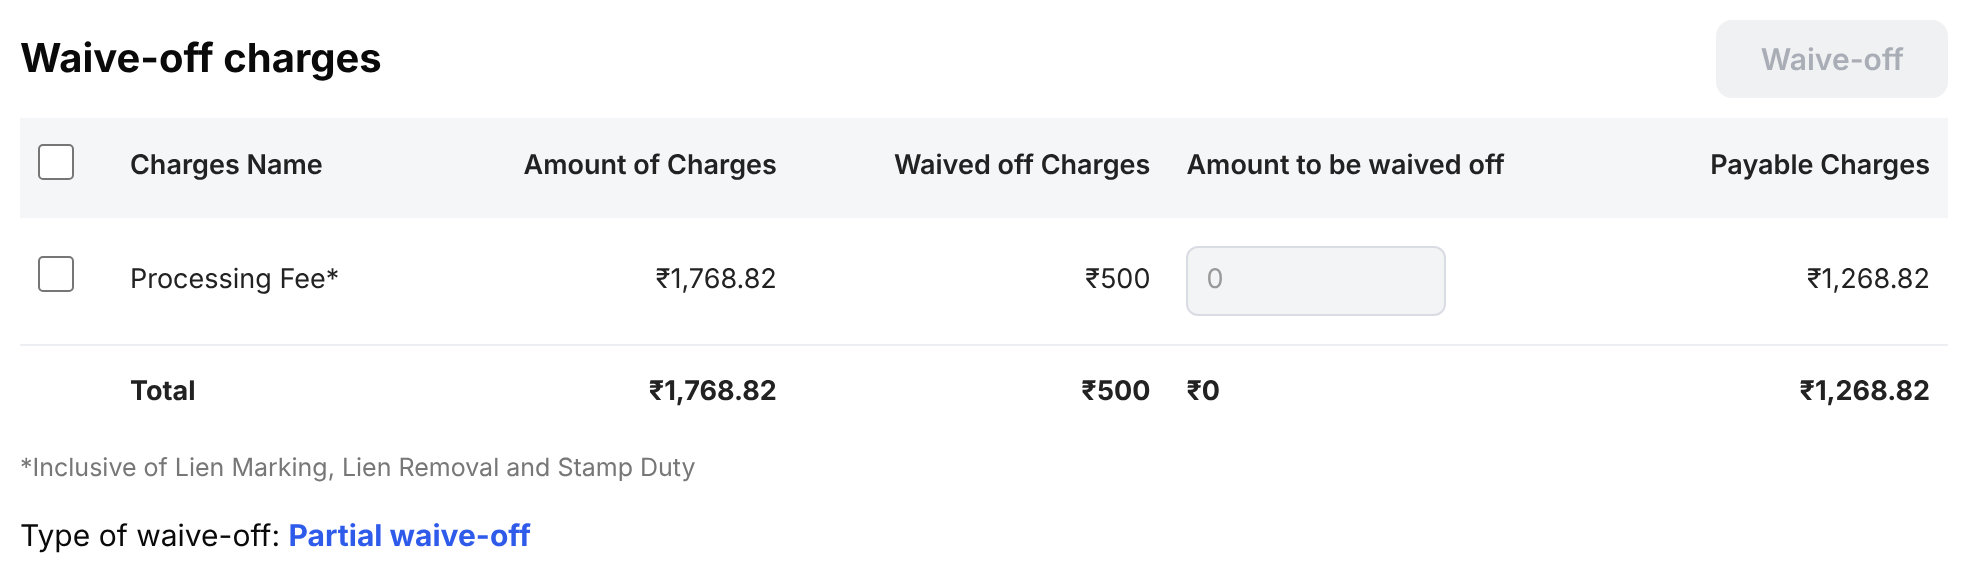 Waive-off charges
Waive-off
Charges Name Amount of Charges Waived off Charges Amount to be waived off Payable Charges
Processing Fee* ₹1,768.82 ₹500 0 ₹1,268.82
Total ₹1,768.82 ₹500 ₹0 ₹1,268.82
*Inclusive of Lien Marking, Lien Removal and Stamp Duty
Type of waive-off: Partial waive-off